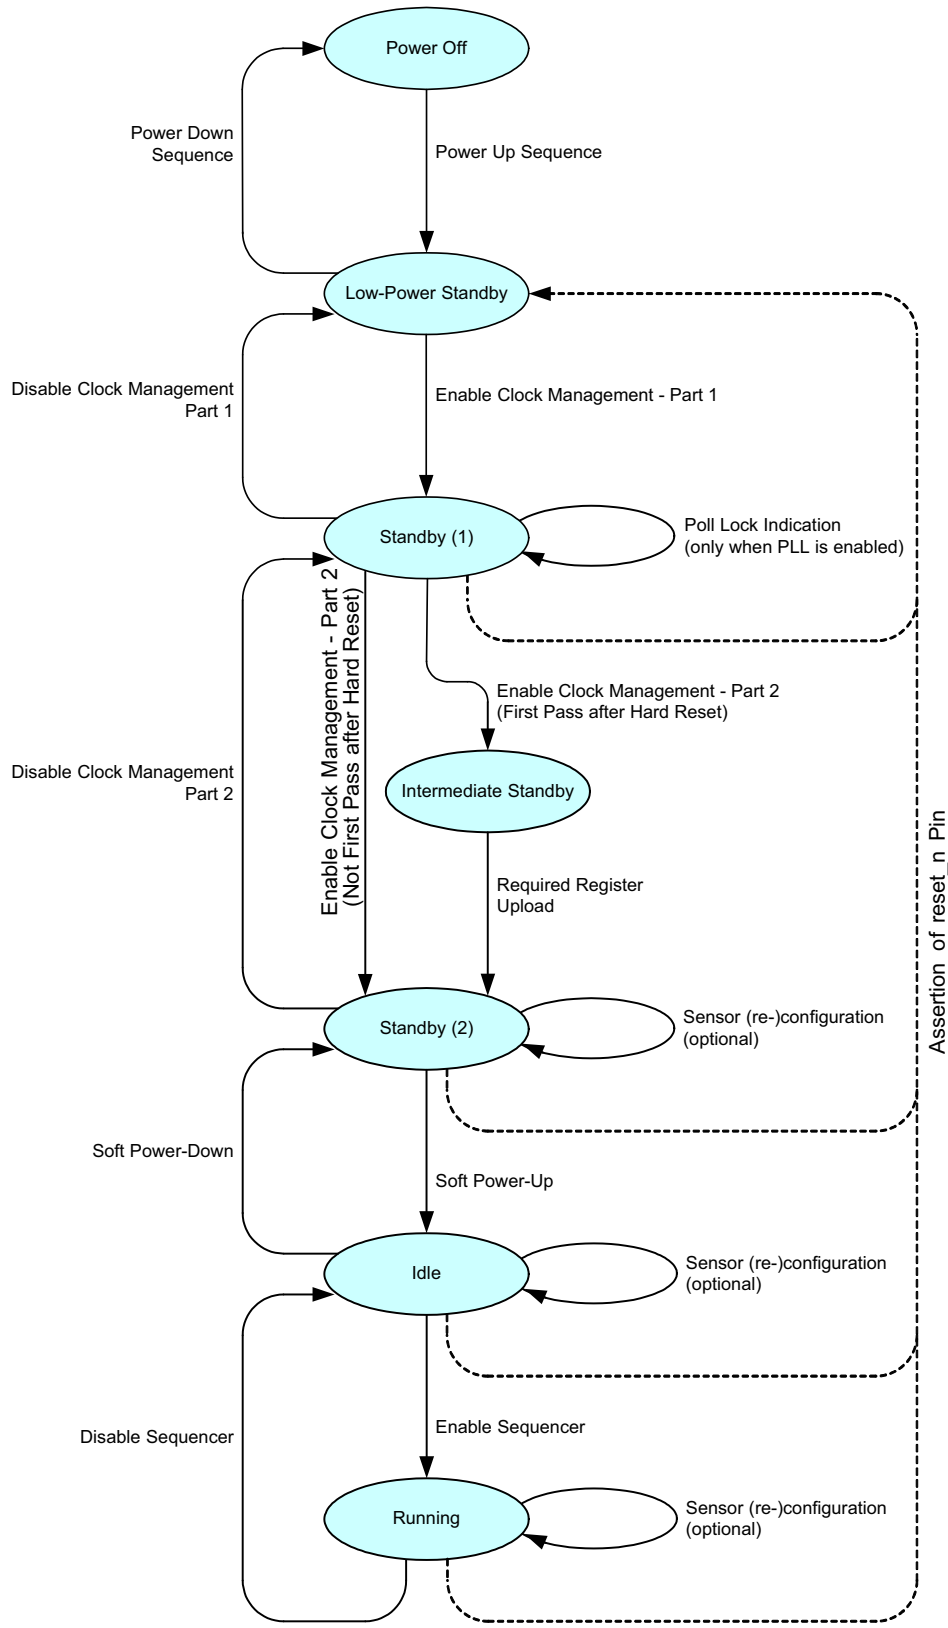 Power Off
Power Down
Sequence
Power Up Sequence
Low-Power Standby
Disable Clock Management
Part 1
Enable Clock Management - Part 1
Standby (1)
Poll Lock Indication
(only when PLL is enabled)
Enable Clock Management - Part 2
(Not First Pass after Hard Reset)
Enable Clock Management - Part 2
(First Pass after Hard Reset)
Disable Clock Management
Part 2
Intermediate Standby
Required Register
Upload
Assertion of reset_n Pin
Standby (2)
Sensor (re-)configuration
(optional)
Soft Power-Down
Soft Power-Up
Idle
Sensor (re-)configuration
(optional)
Disable Sequencer
Enable Sequencer
Running
Sensor (re-)configuration
(optional)